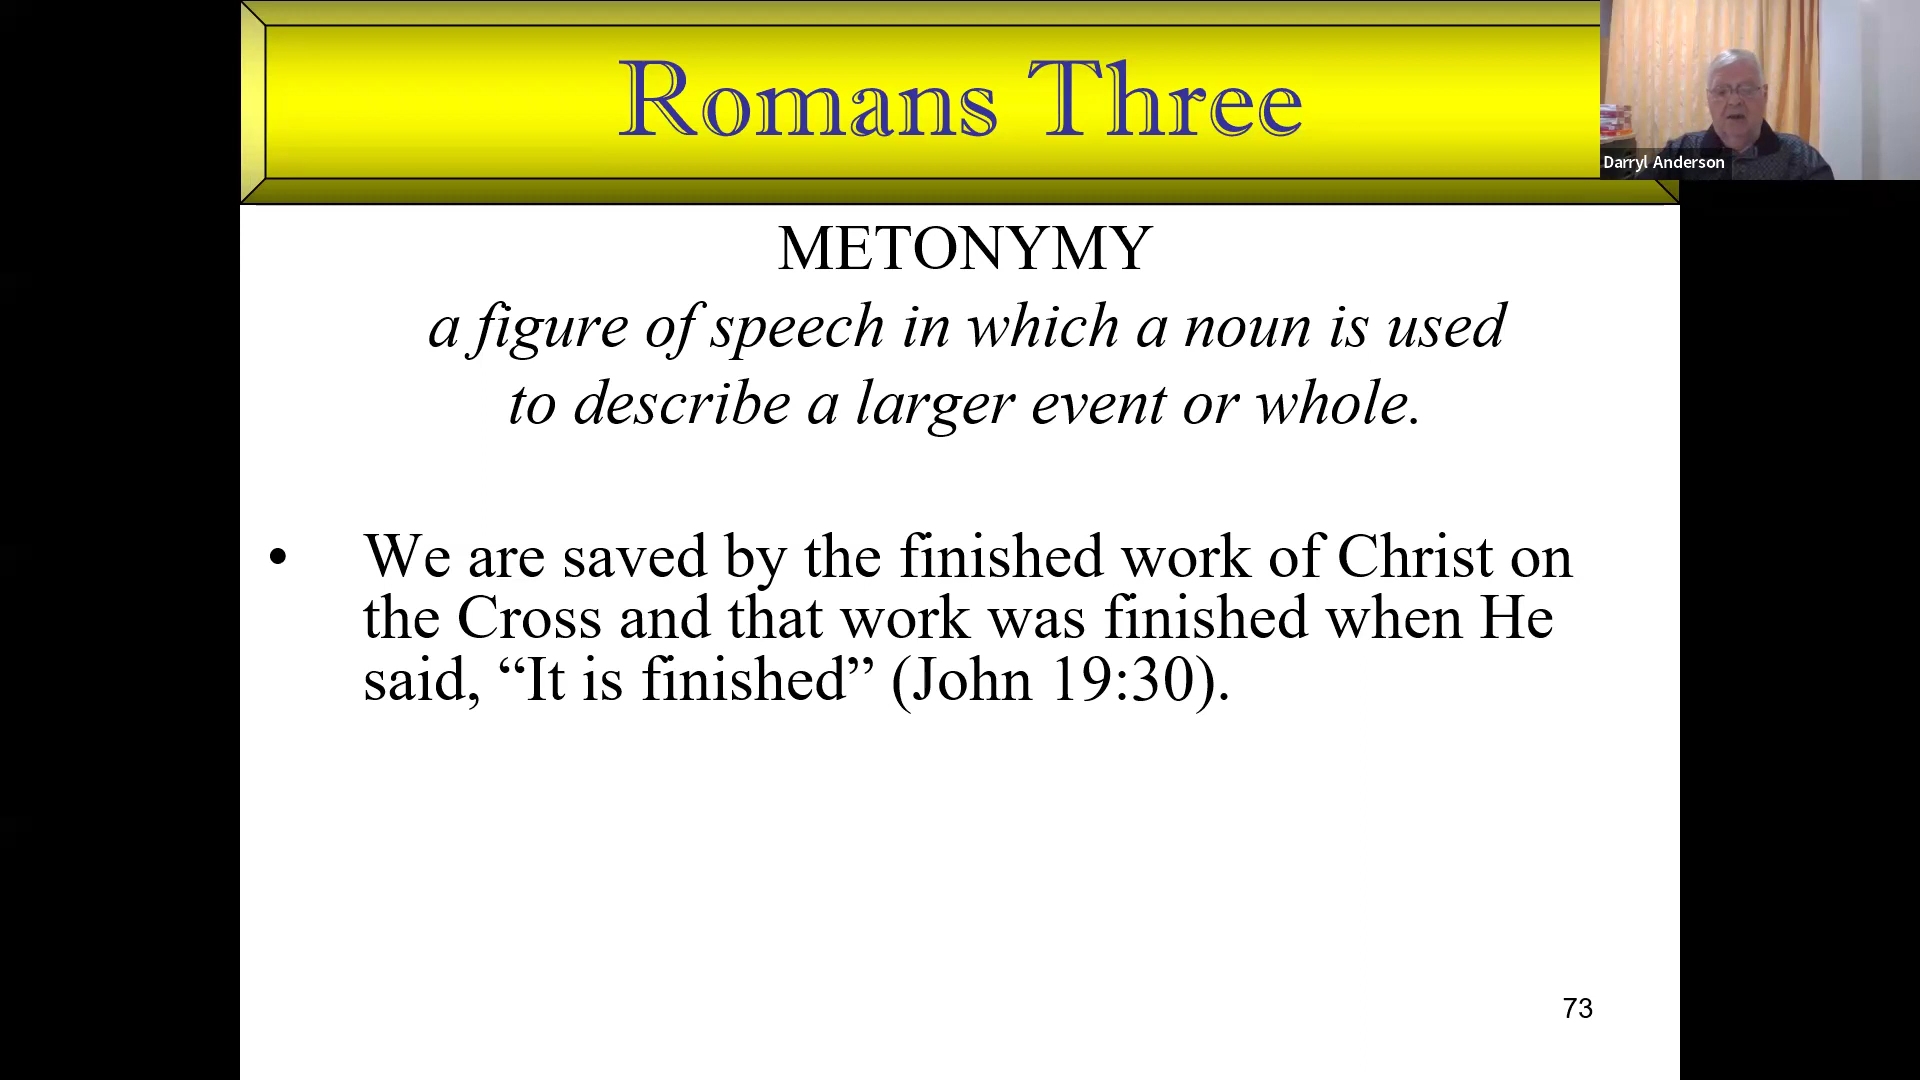 Romans Three
Darryl Anderson
METONYMY
a figure of speech in which a noun is used
to describe a larger event or whole.
• We are saved by the finished work of Christ on
the Cross and that work was finished when He
said, “It is finished” (John 19:30).
73